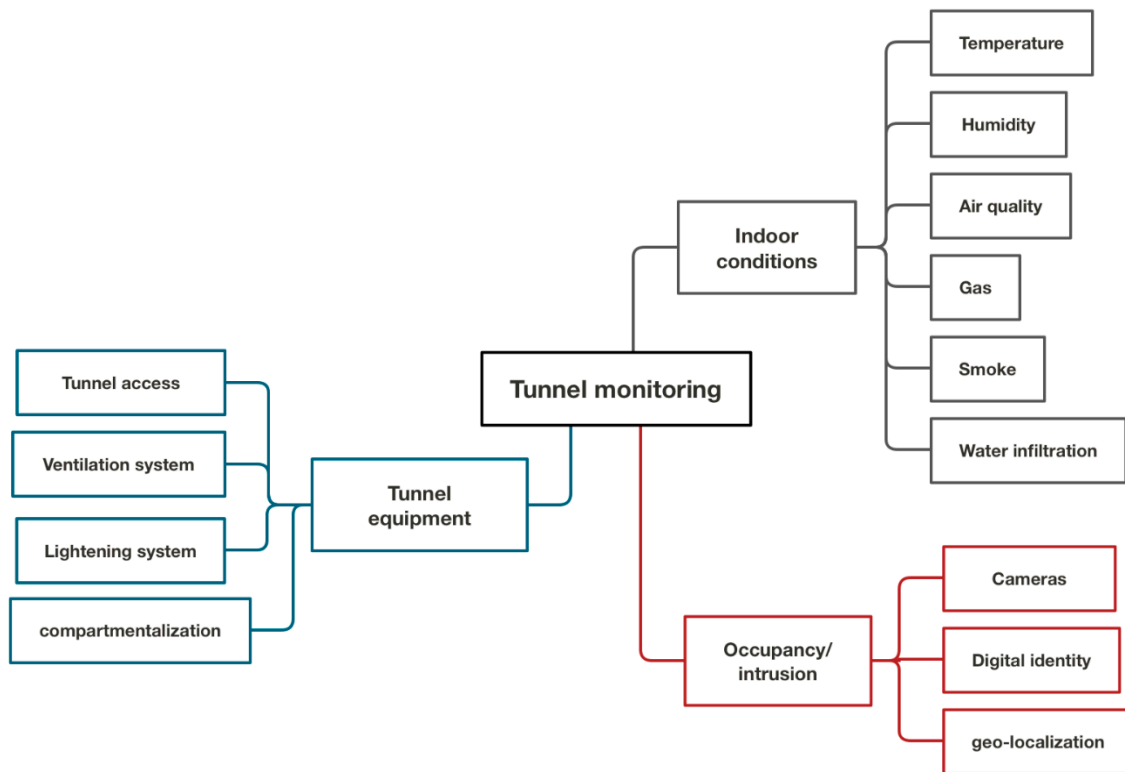 Temperature
Humidity
Air quality
Indoor
conditions
Gas
Smoke
Water infiltration
Tunnel monitoring
Tunnel access
Ventilation system
Tunnel
equipment
Lightening system
compartmentalization
Occupancy/
intrusion
Cameras
Digital identity
geo-localization